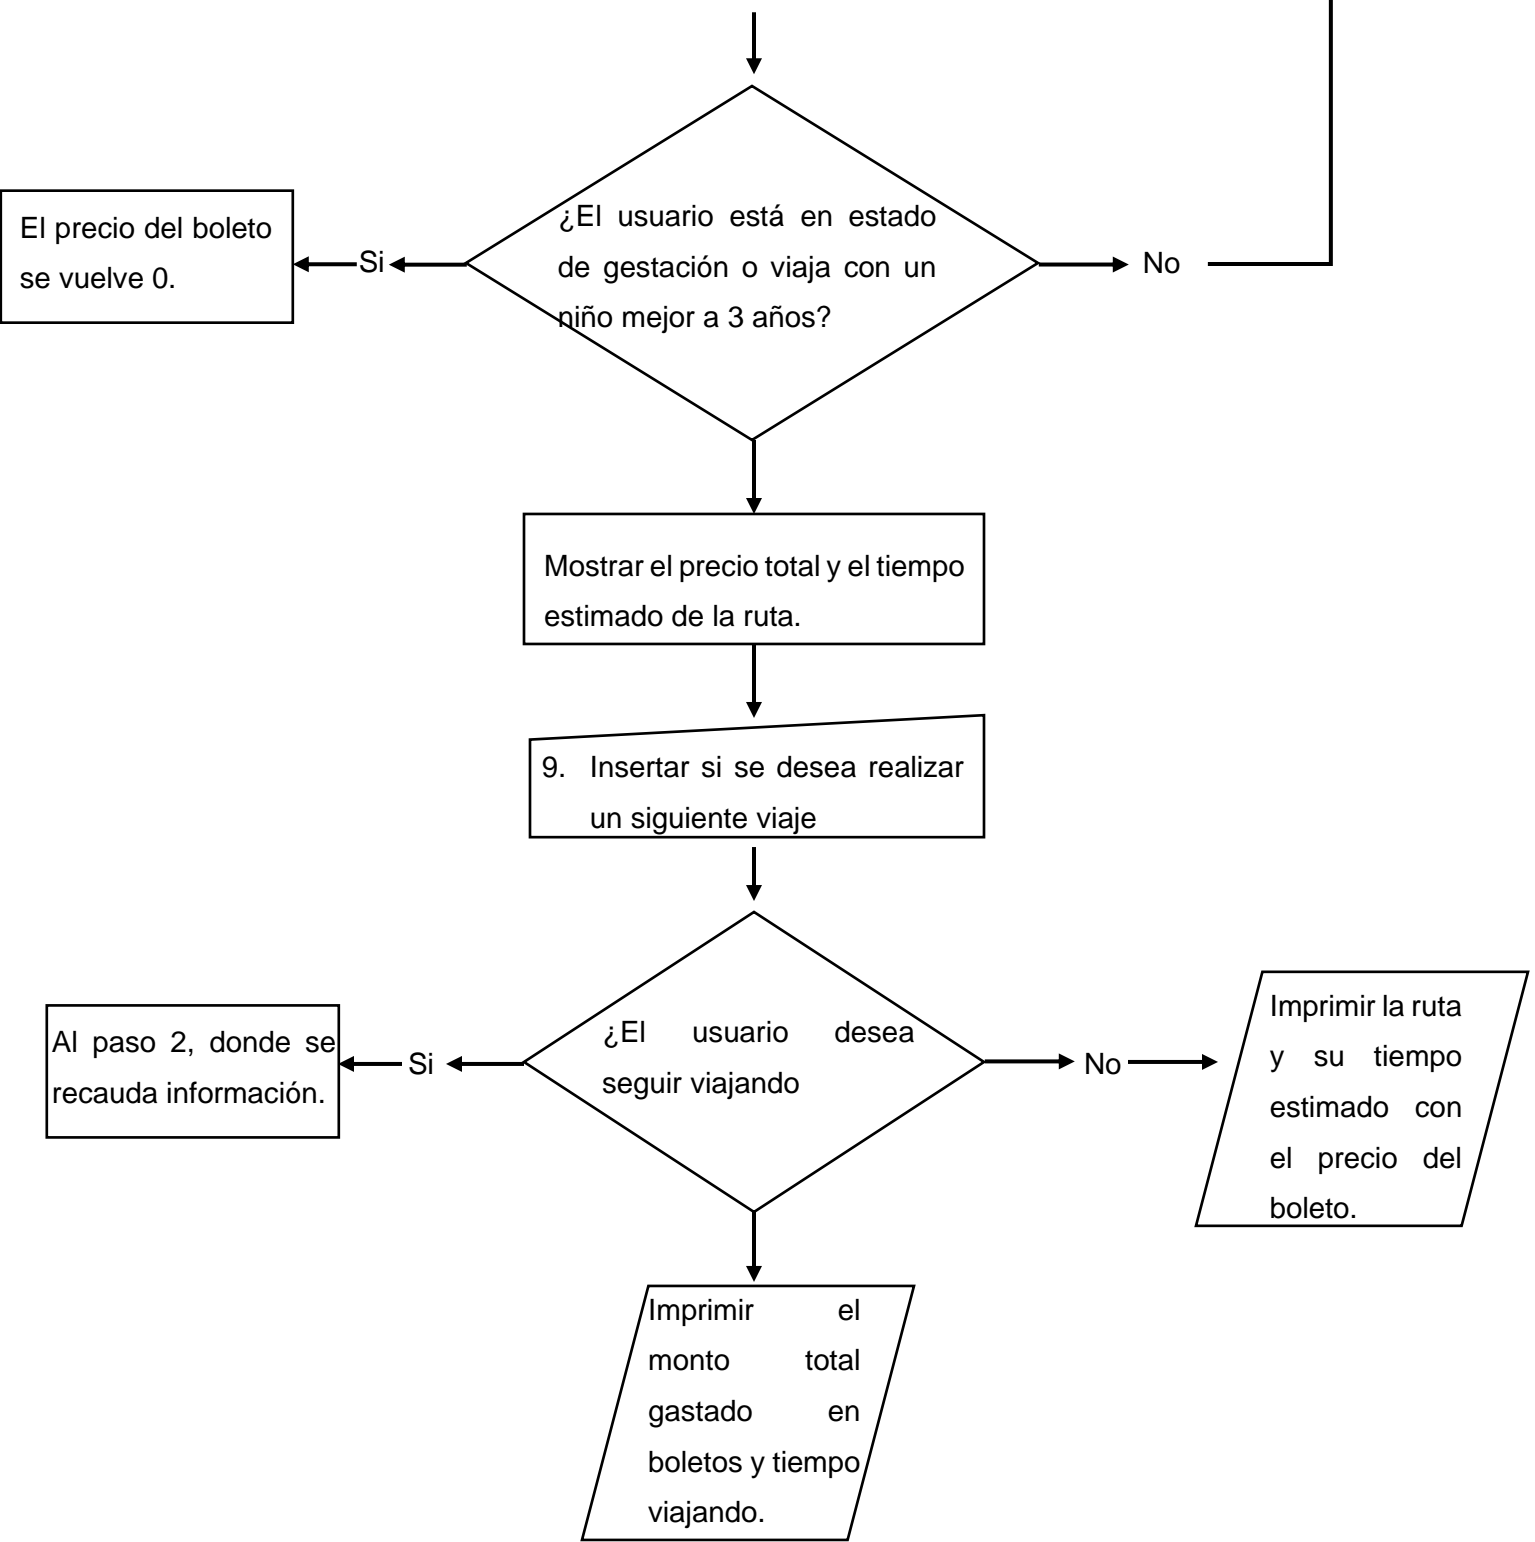 ¿El usuario está en estado
de gestación o viaja con un
niño mejor a 3 años?
El precio del boleto
se vuelve 0.
Si
No
Mostrar el precio total y el tiempo
estimado de la ruta.
9. Insertar si se desea realizar
un siguiente viaje
¿El usuario desea
seguir viajando
Al paso 2, donde se
recauda información.
Si
No
Imprimir la ruta
y su tiempo
estimado con
el precio del
boleto.
Imprimir el
monto total
gastado en
boletos y tiempo
viajando.